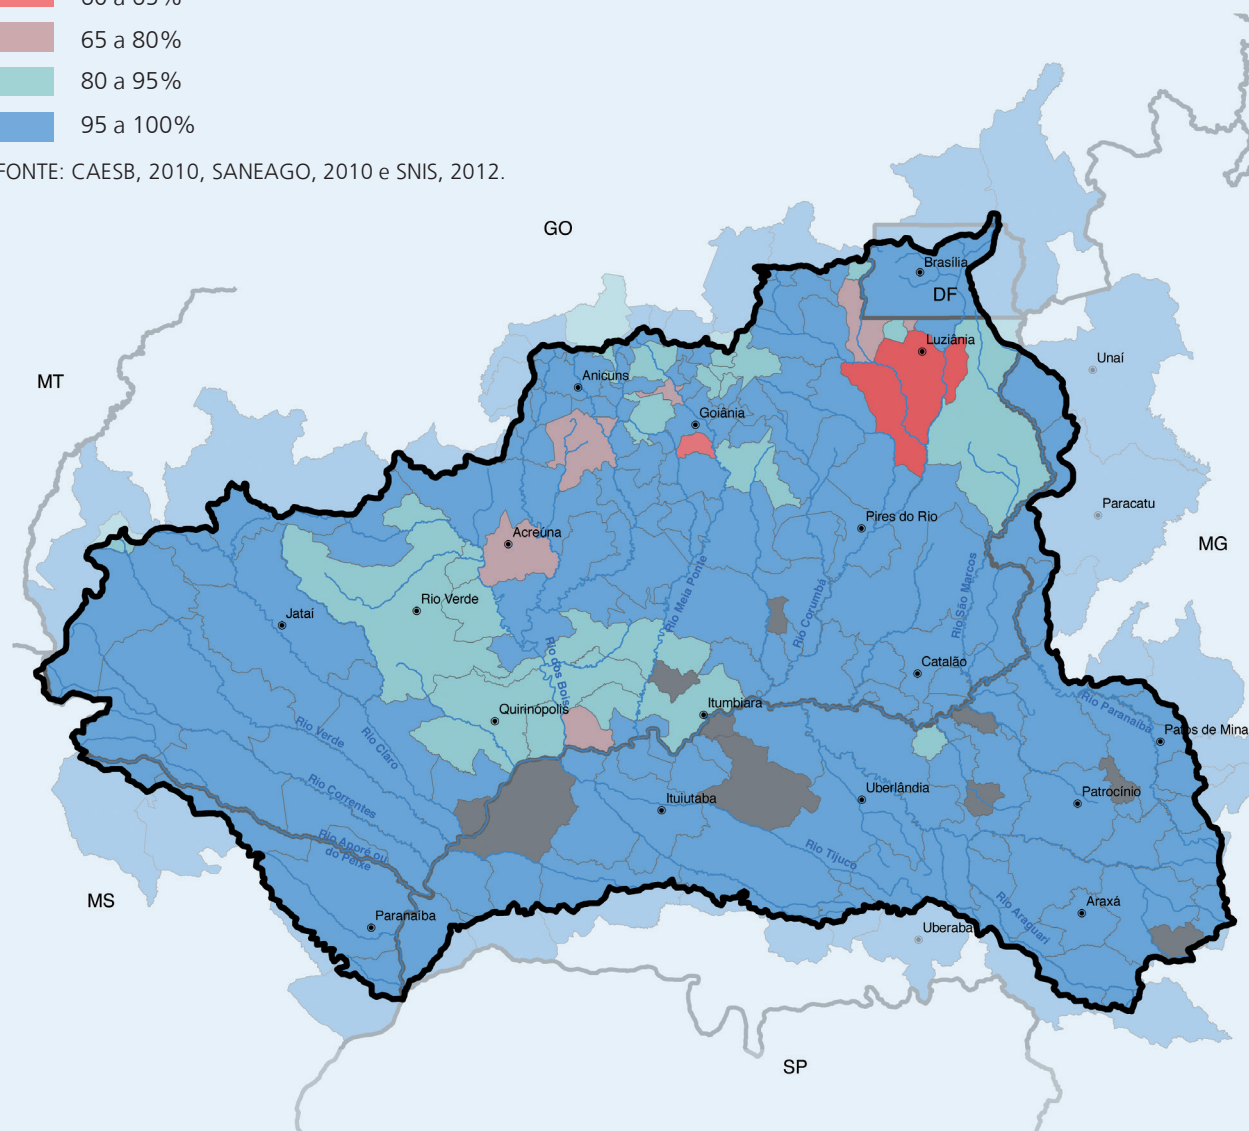 65 a 80%
80 a 95%
95 a 100%
FONTE: CAESB, 2010, SANEAGO, 2010 e SNIS, 2012.
GO
Brasília
DF
Luziânia
Unaí
MT
Anicuns
Goiânia
Paracatu
Pires do Rio
MG
Acreúna
Rio Meia Ponte
Rio Corumbá
Rio São Marcos
Rio Verde
Jataí
Rio dos Bois
Catalão
Quirinópolis
Itumbiara
Rio Paranaíba
Patos de Mina
Rio Verde
Rio Claro
Rio Correntes
Ituiutaba
Uberlândia
Patrocínio
Rio Aporé ou
do Peixe
Rio Tijuco
MS
Paranaíba
Rio Araguari
Araxá
Uberaba
SP